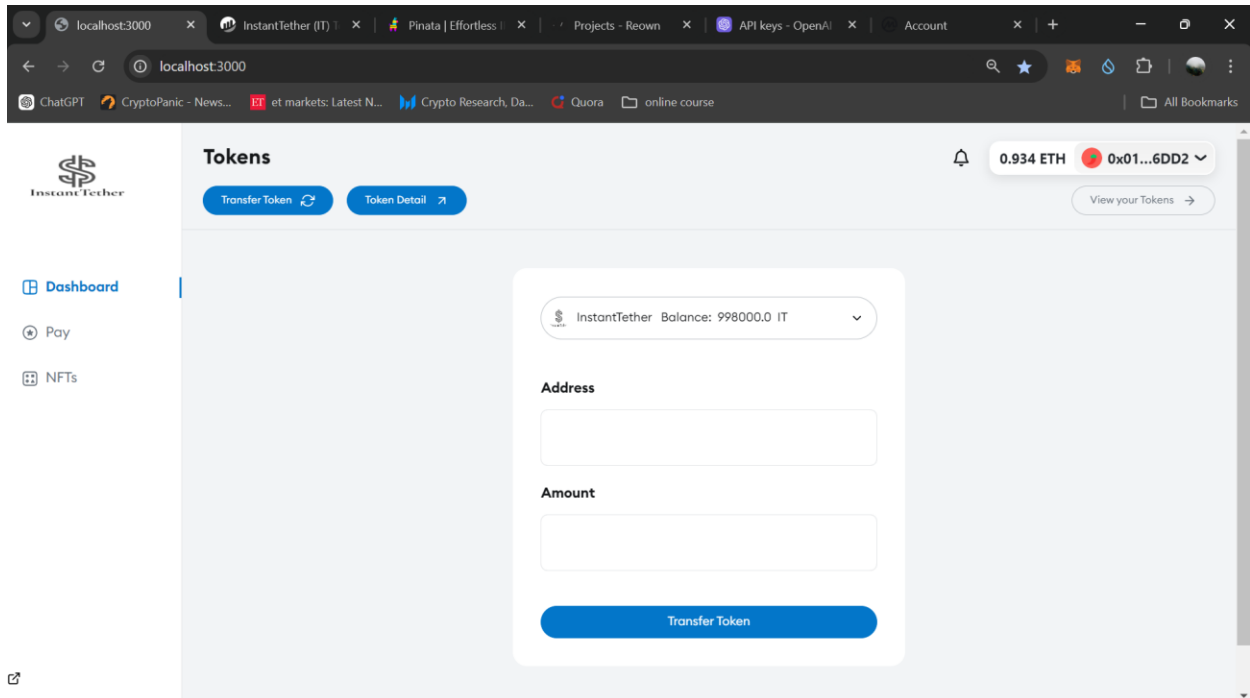 localhost:3000
InstantTether (IT) T
Pinata | Effortless I
Projects - Reown
API keys - OpenAI
Account
localhost:3000
ChatGPT
CryptoPanic - News...
ET
et markets: Latest N...
Crypto Research, Da...
Quora
online course
All Bookmarks
InstantTether
Tokens
0.934 ETH
0x01...6DD2
Transfer Token
Token Detail
View your Tokens
Dashboard
Pay
NFTs
InstantTether Balance: 998000.0 IT
Address
Amount
Transfer Token